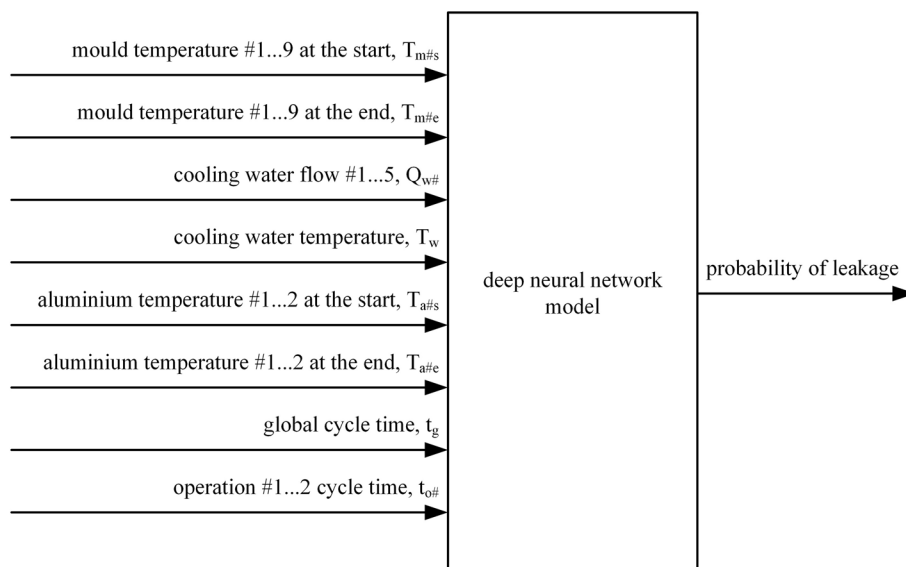 mould temperature #1...9 at the start, Tm#s
mould temperature #1...9 at the end, Tm#e
cooling water flow #1...5, Qw#
cooling water temperature, Tw
aluminium temperature #1...2 at the start, Ta#s
aluminium temperature #1...2 at the end, Ta#e
global cycle time, tg
operation #1...2 cycle time, to#
deep neural network
model
probability of leakage